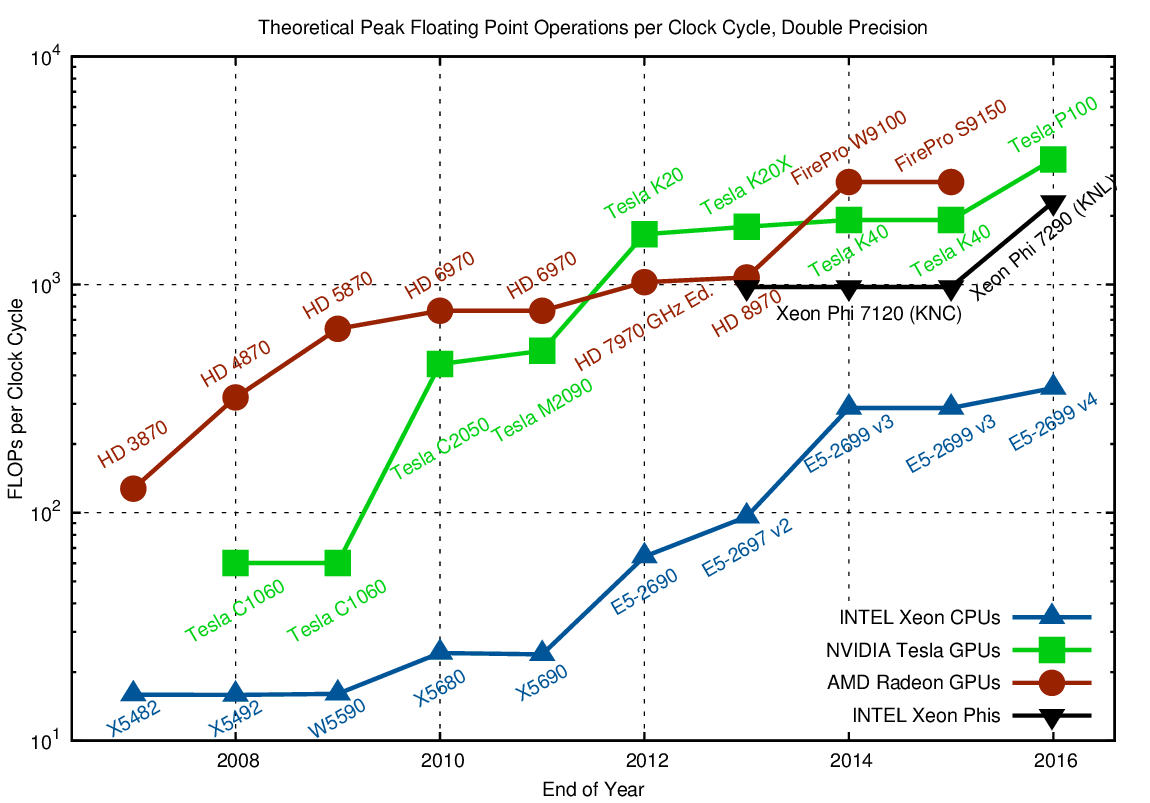 Theoretical Peak Floating Point Operations per Clock Cycle, Double Precision
10^4
10^3
10^2
10^1
FLOPs per Clock Cycle
HD 3870
HD 4870
HD 5870
HD 6970
HD 6970
HD 7970 GHz Ed.
HD 8970
FirePro W9100
FirePro S9150
Tesla C1060
Tesla C1060
Tesla C2050
Tesla M2090
Tesla K20
Tesla K20X
Tesla K40
Tesla K40
Tesla P100
Xeon Phi 7120 (KNC)
Xeon Phi 7290 (KNL)
X5482
X5492
W5590
X5680
X5690
E5-2690
E5-2697 v2
E5-2699 v3
E5-2699 v3
E5-2699 v4
INTEL Xeon CPUs
NVIDIA Tesla GPUs
AMD Radeon GPUs
INTEL Xeon Phis
2008 2010 2012 2014 2016
End of Year